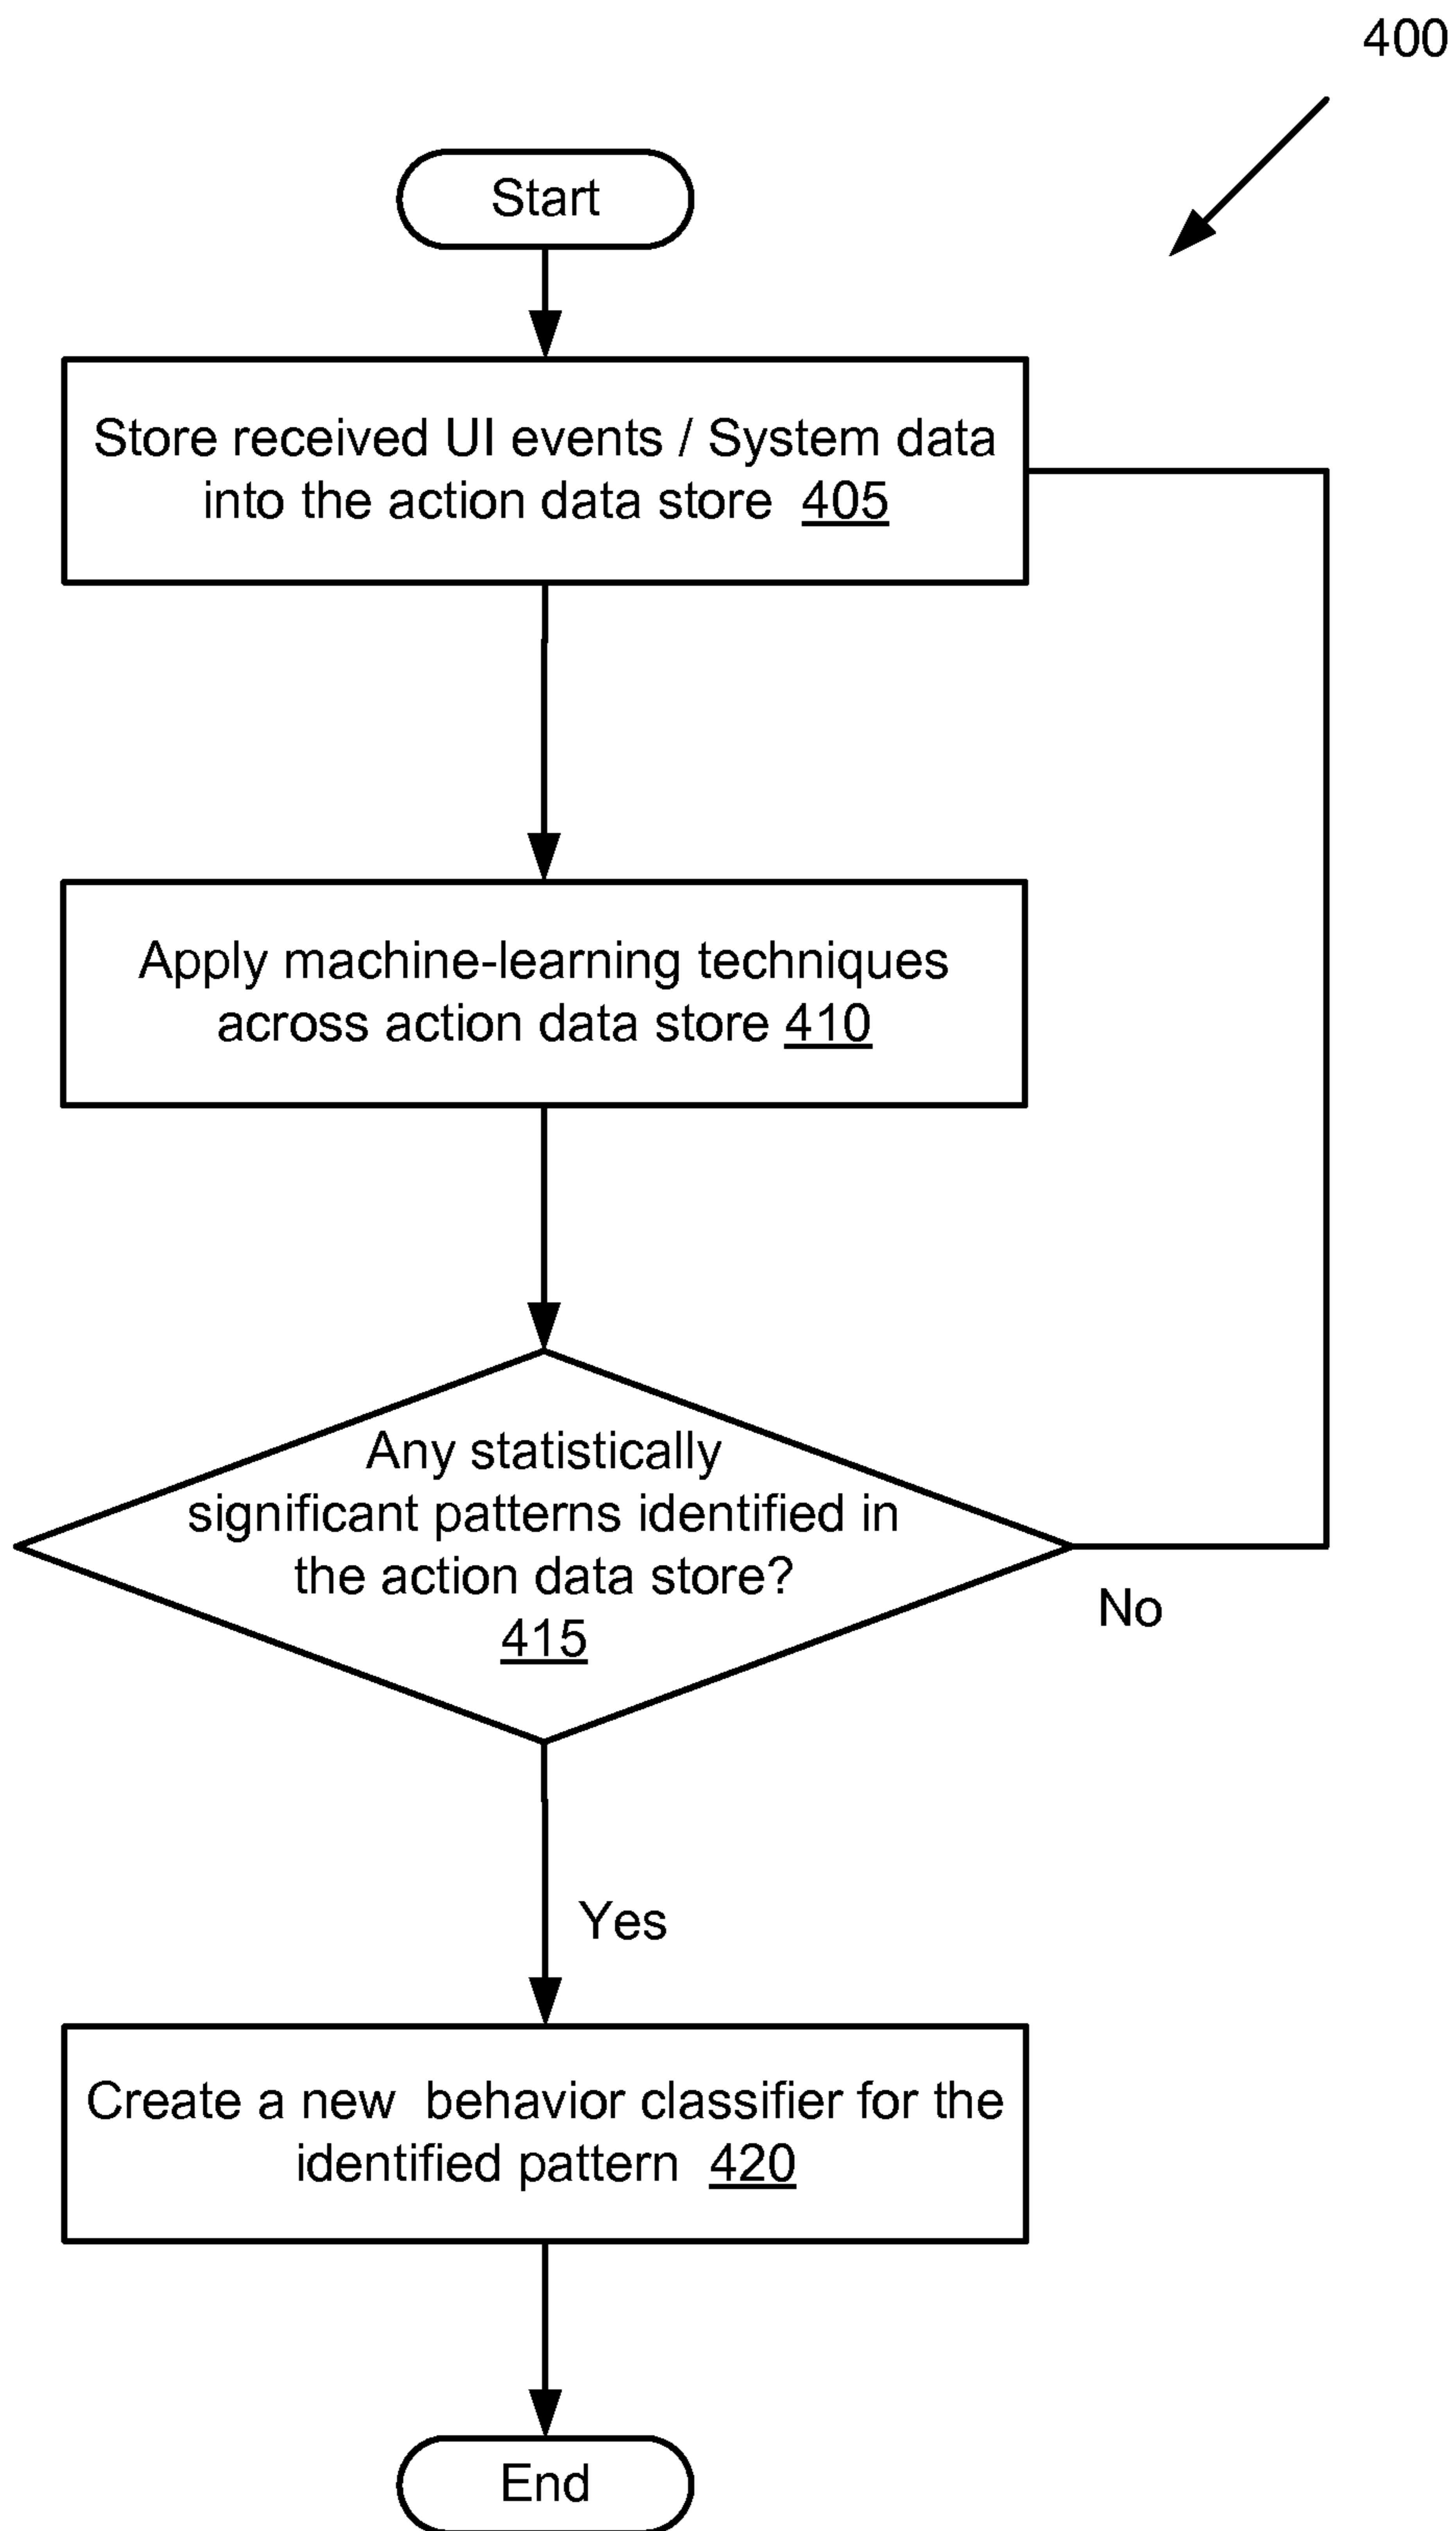 400
Start
Store received UI events / System data
into the action data store 405
Apply machine-learning techniques
across action data store 410
Any statistically
significant patterns identified in
the action data store?
415
No
Yes
Create a new behavior classifier for the
identified pattern 420
End